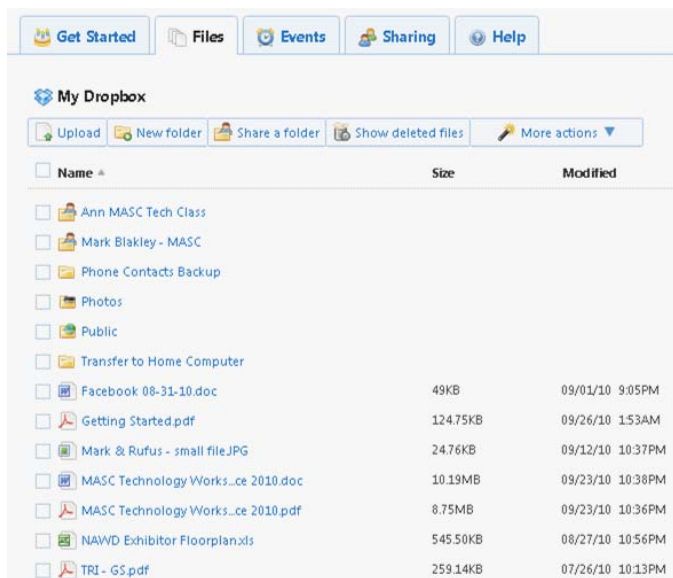 Get Started Files Events Sharing Help
My Dropbox
Upload New folder Share a folder Show deleted files More actions
Name Size Modified
Ann MASC Tech Class
Mark Blakley - MASC
Phone Contacts Backup
Photos
Public
Transfer to Home Computer
Facebook 08-31-10.doc 49KB 09/01/10 9:05PM
Getting Started.pdf 124.75KB 09/26/10 1:53AM
Mark & Rufus - small file.JPG 24.76KB 09/12/10 10:37PM
MASC Technology Works...ce 2010.doc 10.19MB 09/23/10 10:38PM
MASC Technology Works...ce 2010.pdf 8.75MB 09/23/10 10:36PM
NAWD Exhibitor Floorplan.xls 545.50KB 08/27/10 10:56PM
TRI - GS.pdf 259.14KB 07/26/10 10:13PM